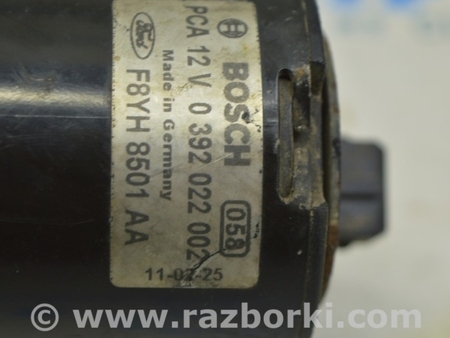 BOSCH 058
PCA 12 V 0 392 022 002
Made in Germany
Ford F8YH 8501 AA
11-02-25
© www.razborki.com